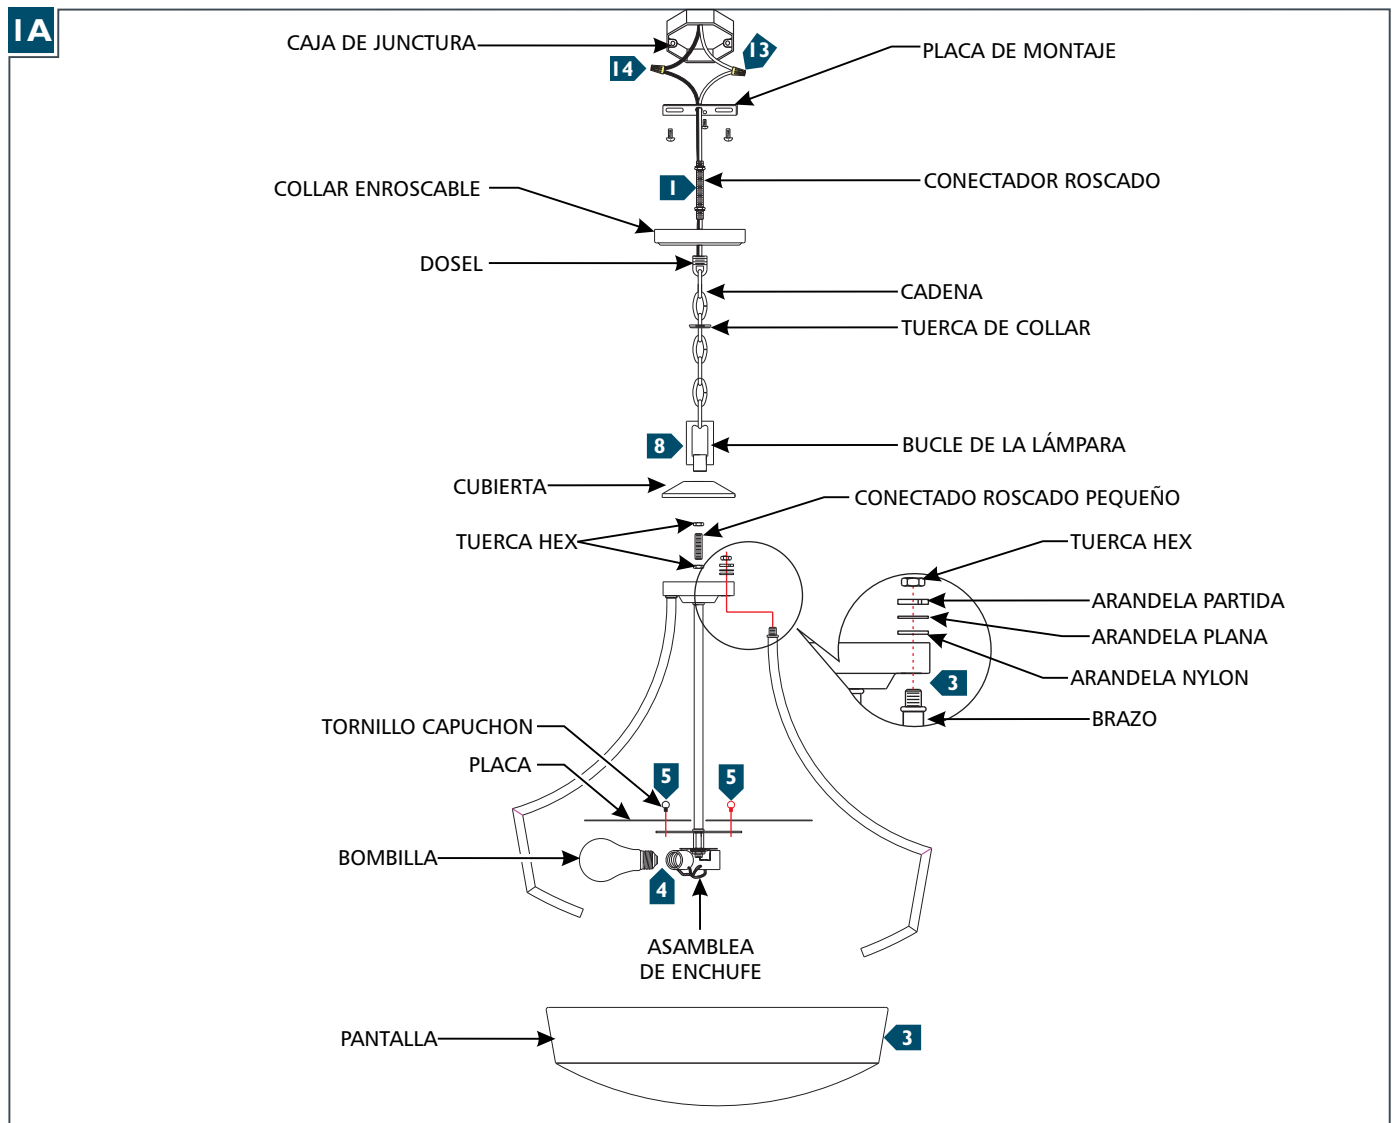 1A
CAJA DE JUNCTURA
13
PLACA DE MONTAJE
14
COLLAR ENROSCABLE
1
CONECTADOR ROSCADO
DOSEL
CADENA
TUERCA DE COLLAR
8
BUCLE DE LA LÁMPARA
CUBIERTA
CONECTADO ROSCADO PEQUEÑO
TUERCA HEX
TUERCA HEX
ARANDELA PARTIDA
ARANDELA PLANA
3
ARANDELA NYLON
BRAZO
TORNILLO CAPUCHON
PLACA
5
5
BOMBILLA
4
ASAMBLEA
DE ENCHUFE
PANTALLA
3